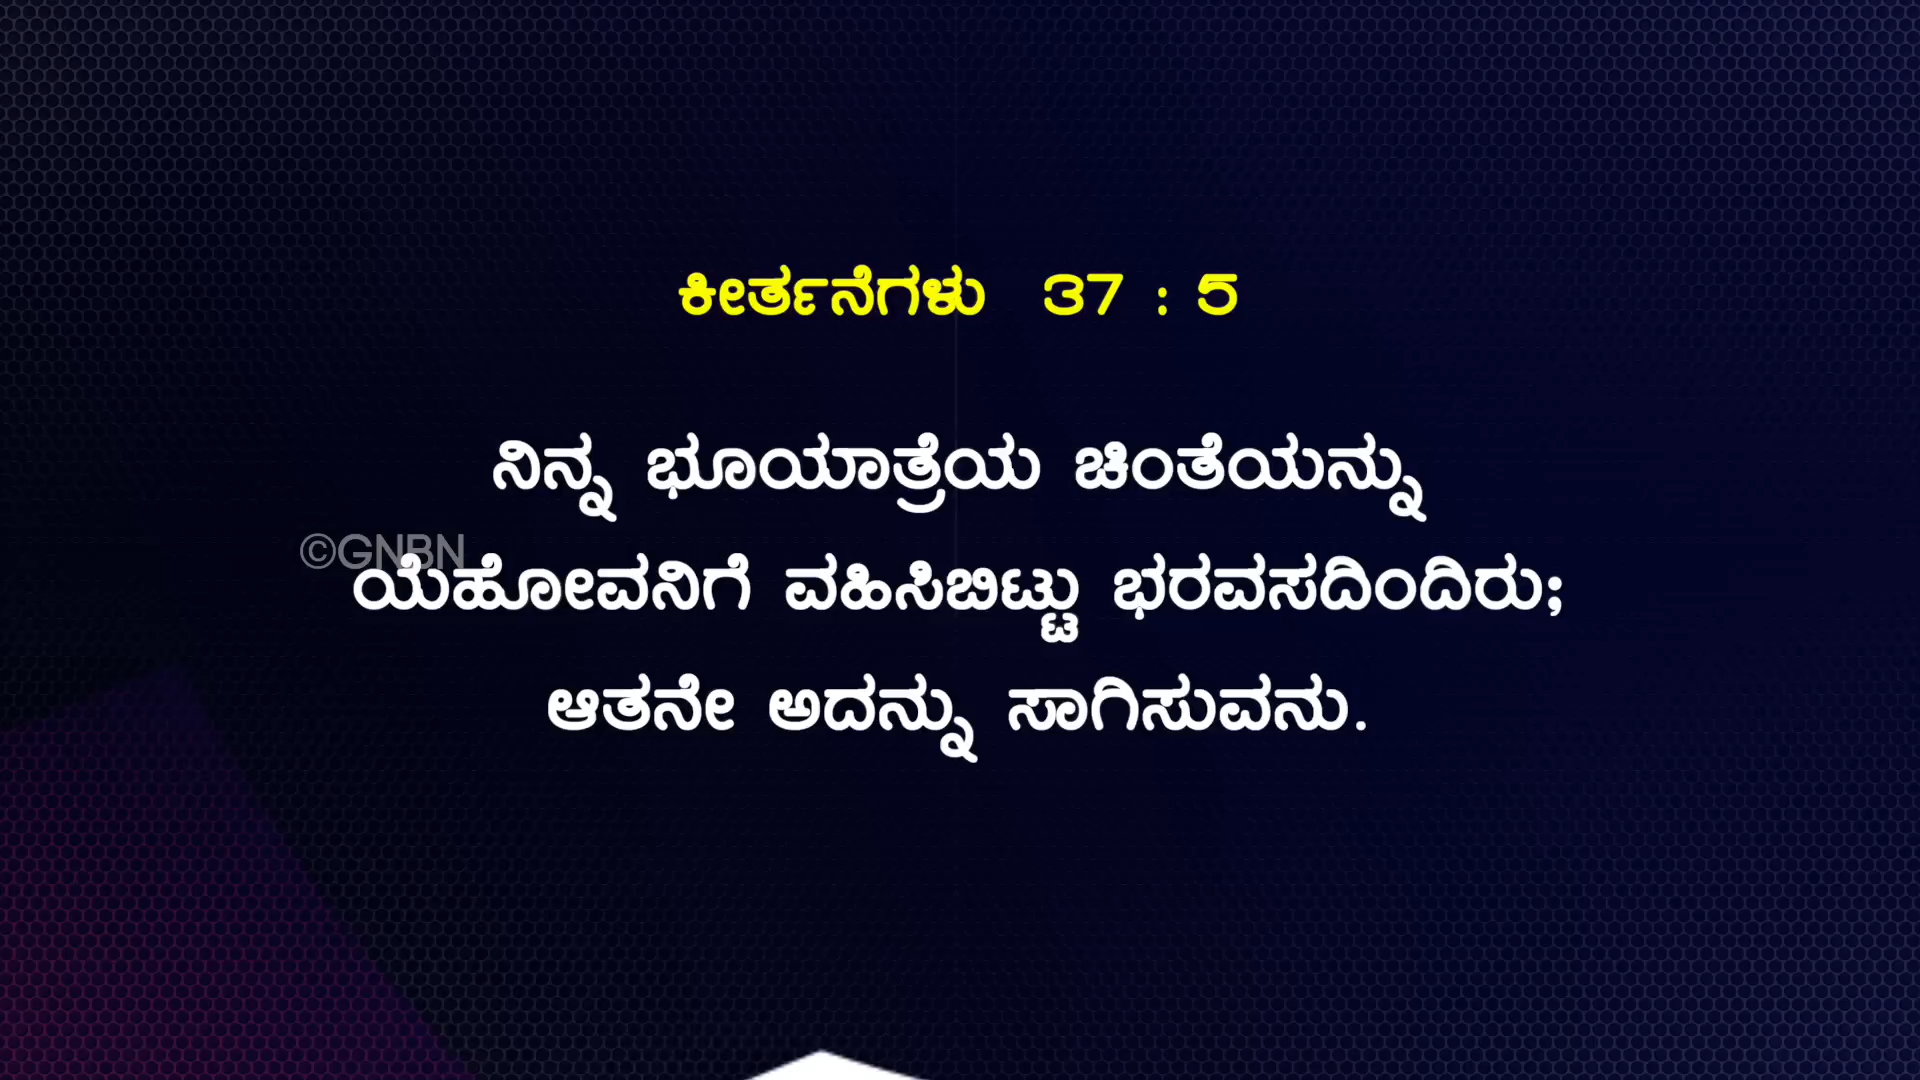 ಕೀರ್ತನೆಗಳು 37 : 5
ನಿನ್ನ ಭೂಯಾತ್ರೆಯ ಚಿಂತೆಯನ್ನು
©GNBN
ಯೆಹೋವನಿಗೆ ವಹಿಸಿಬಿಟ್ಟು ಭರವಸದಿಂದಿರು;
ಆತನೇ ಅದನ್ನು ಸಾಗಿಸುವನು.